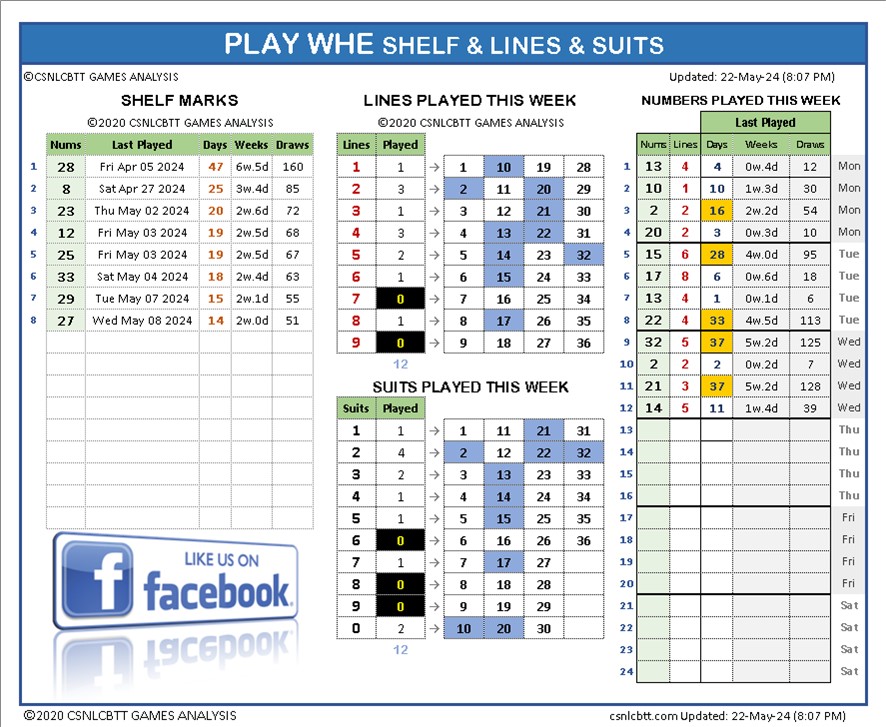 PLAY WHE SHELF & LINES & SUITS
©CSNLCBTT GAMES ANALYSIS Updated: 22-May-24 (8:07 PM)
SHELF MARKS
©2020 CSNLCBTT GAMES ANALYSIS
Nums Last Played Days Weeks Draws
1 28 Fri Apr 05 2024 47 6w.5d 160
2 8 Sat Apr 27 2024 25 3w.4d 85
3 23 Thu May 02 2024 20 2w.6d 72
4 12 Fri May 03 2024 19 2w.5d 68
5 25 Fri May 03 2024 19 2w.5d 67
6 33 Sat May 04 2024 18 2w.4d 63
7 29 Tue May 07 2024 15 2w.1d 55
8 27 Wed May 08 2024 14 2w.0d 51
LIKE US ON
f facebook.
LINES PLAYED THIS WEEK
©2020 CSNLCBTT GAMES ANALYSIS
Lines Played
1 1 → 1 10 19 28
2 3 → 2 11 20 29
3 1 → 3 12 21 30
4 3 → 4 13 22 31
5 2 → 5 14 23 32
6 1 → 6 15 24 33
7 0 → 7 16 25 34
8 1 → 8 17 26 35
9 0 → 9 18 27 36
12
SUITS PLAYED THIS WEEK
Suits Played
1 1 → 1 11 21 31
2 4 → 2 12 22 32
3 2 → 3 13 23 33
4 1 → 4 14 24 34
5 1 → 5 15 25 35
6 0 → 6 16 26 36
7 1 → 7 17 27
8 0 → 8 18 28
9 0 → 9 19 29
0 2 → 10 20 30
12
NUMBERS PLAYED THIS WEEK
Last Played
Nums Lines Days Weeks Draws
1 13 4 4 0w.4d 12 Mon
2 10 1 10 1w.3d 30 Mon
3 2 2 16 2w.2d 54 Mon
4 20 2 3 0w.3d 10 Mon
5 15 6 28 4w.0d 95 Tue
6 17 8 6 0w.6d 18 Tue
7 13 4 1 0w.1d 6 Tue
8 22 4 33 4w.5d 113 Tue
9 32 5 37 5w.2d 125 Wed
10 2 2 2 0w.2d 7 Wed
11 21 3 37 5w.2d 128 Wed
12 14 5 11 1w.4d 39 Wed
13 Thu
14 Thu
15 Thu
16 Thu
17 Fri
18 Fri
19 Fri
20 Fri
21 Sat
22 Sat
23 Sat
24 Sat
©2020 CSNLCBTT GAMES ANALYSIS csnlcbtt.com Updated: 22-May-24 (8:07 PM)